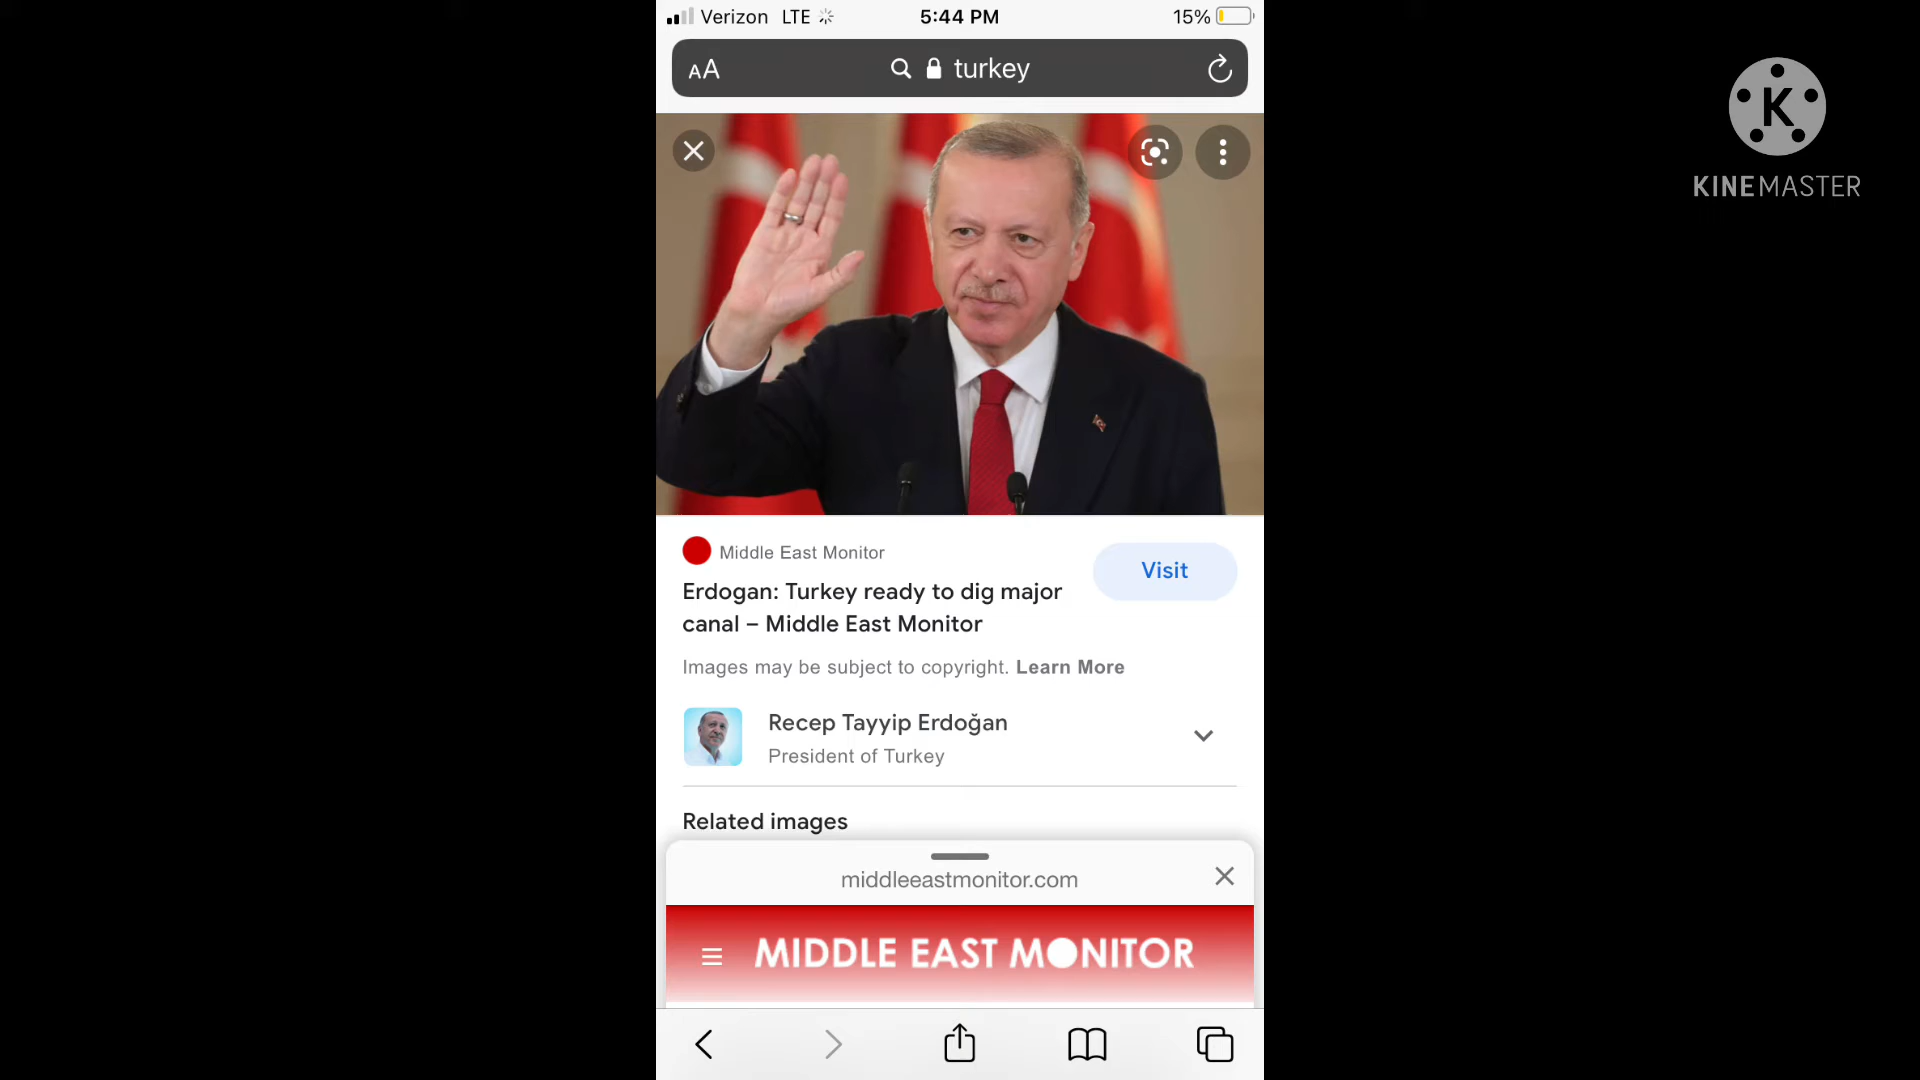 Verizon LTE 5:44 PM 15%
AA turkey
K
KINEMASTER
Middle East Monitor
Visit
Erdogan: Turkey ready to dig major
canal – Middle East Monitor
Images may be subject to copyright. Learn More
Recep Tayyip Erdoğan
President of Turkey
Related images
middleeastmonitor.com
MIDDLE EAST MONITOR